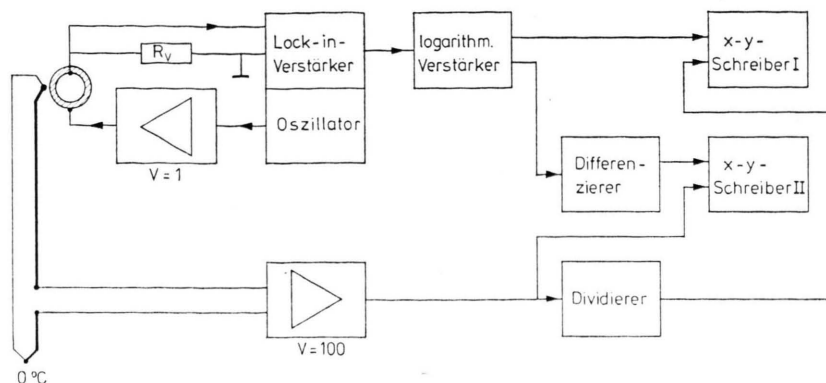 Lock-in-
Verstärker
logarithm.
Verstärker
x-y-
Schreiber I
R_V
Oszillator
V = 1
Differen-
zierer
x-y-
Schreiber II
V = 100
Dividierer
0 °C